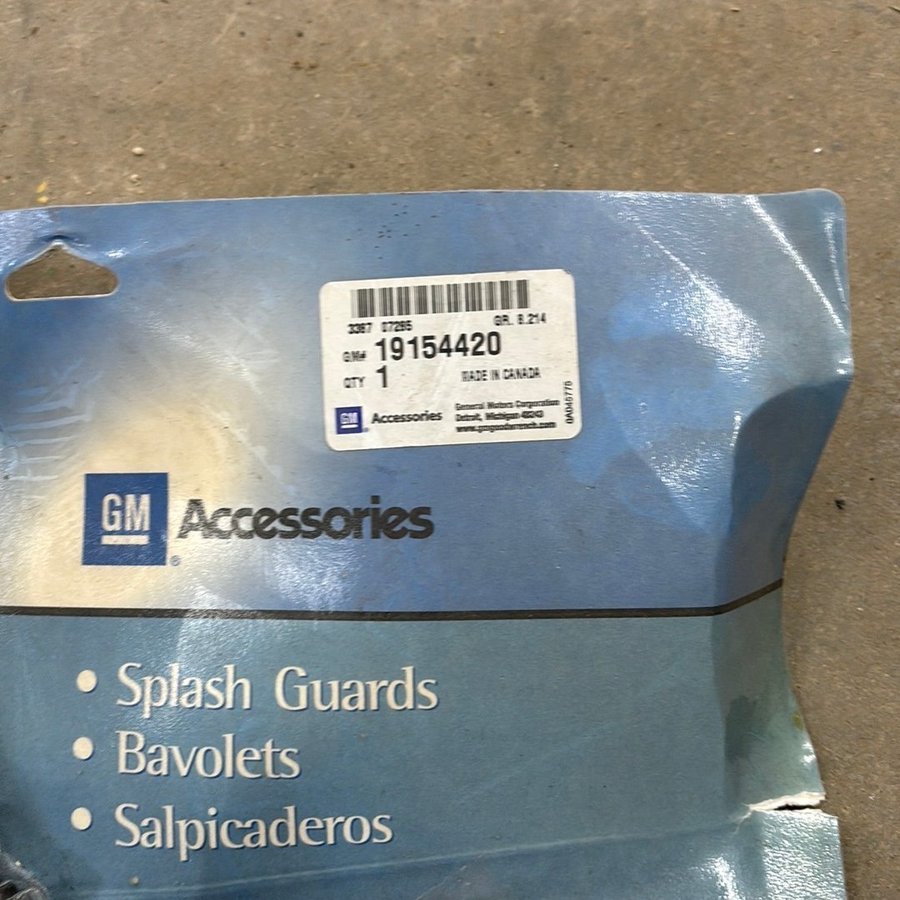 3367 07295 GR. 8.214
GM# 19154420
QTY 1 MADE IN CANADA
GM Accessories
General Motors Corporation
Detroit, Michigan 48243
0A045775
GM Accessories
• Splash Guards
• Bavolets
• Salpicaderos